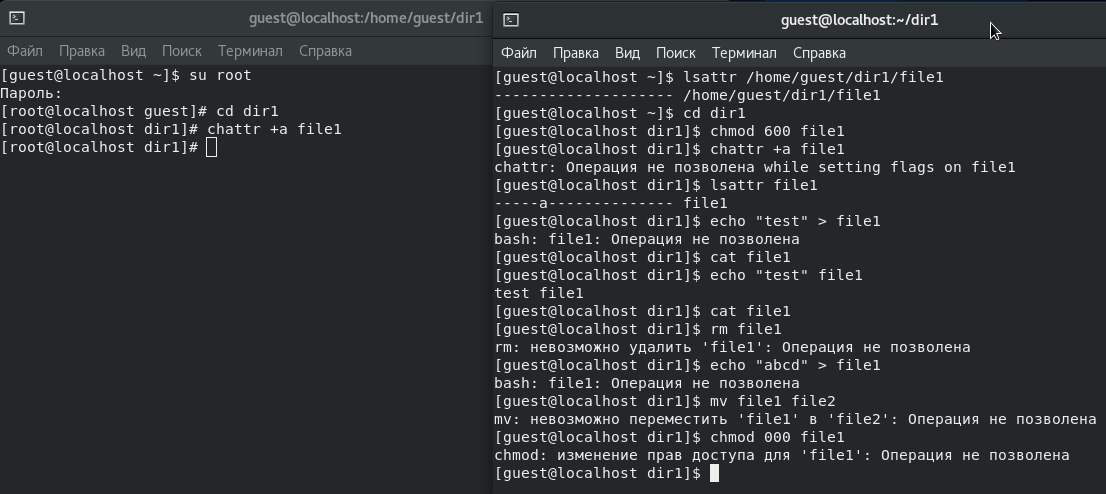 guest@localhost:/home/guest/dir1
Файл Правка Вид Поиск Терминал Справка
[guest@localhost ~]$ su root
Пароль:
[root@localhost guest]# cd dir1
[root@localhost dir1]# chattr +a file1
[root@localhost dir1]#
guest@localhost:~/dir1
Файл Правка Вид Поиск Терминал Справка
[guest@localhost ~]$ lsattr /home/guest/dir1/file1
-------------------- /home/guest/dir1/file1
[guest@localhost ~]$ cd dir1
[guest@localhost dir1]$ chmod 600 file1
[guest@localhost dir1]$ chattr +a file1
chattr: Операция не позволена while setting flags on file1
[guest@localhost dir1]$ lsattr file1
-----a-------------- file1
[guest@localhost dir1]$ echo "test" > file1
bash: file1: Операция не позволена
[guest@localhost dir1]$ cat file1
[guest@localhost dir1]$ echo "test" file1
test file1
[guest@localhost dir1]$ cat file1
[guest@localhost dir1]$ rm file1
rm: невозможно удалить 'file1': Операция не позволена
[guest@localhost dir1]$ echo "abcd" > file1
bash: file1: Операция не позволена
[guest@localhost dir1]$ mv file1 file2
mv: невозможно переместить 'file1' в 'file2': Операция не позволена
[guest@localhost dir1]$ chmod 000 file1
chmod: изменение прав доступа для 'file1': Операция не позволена
[guest@localhost dir1]$